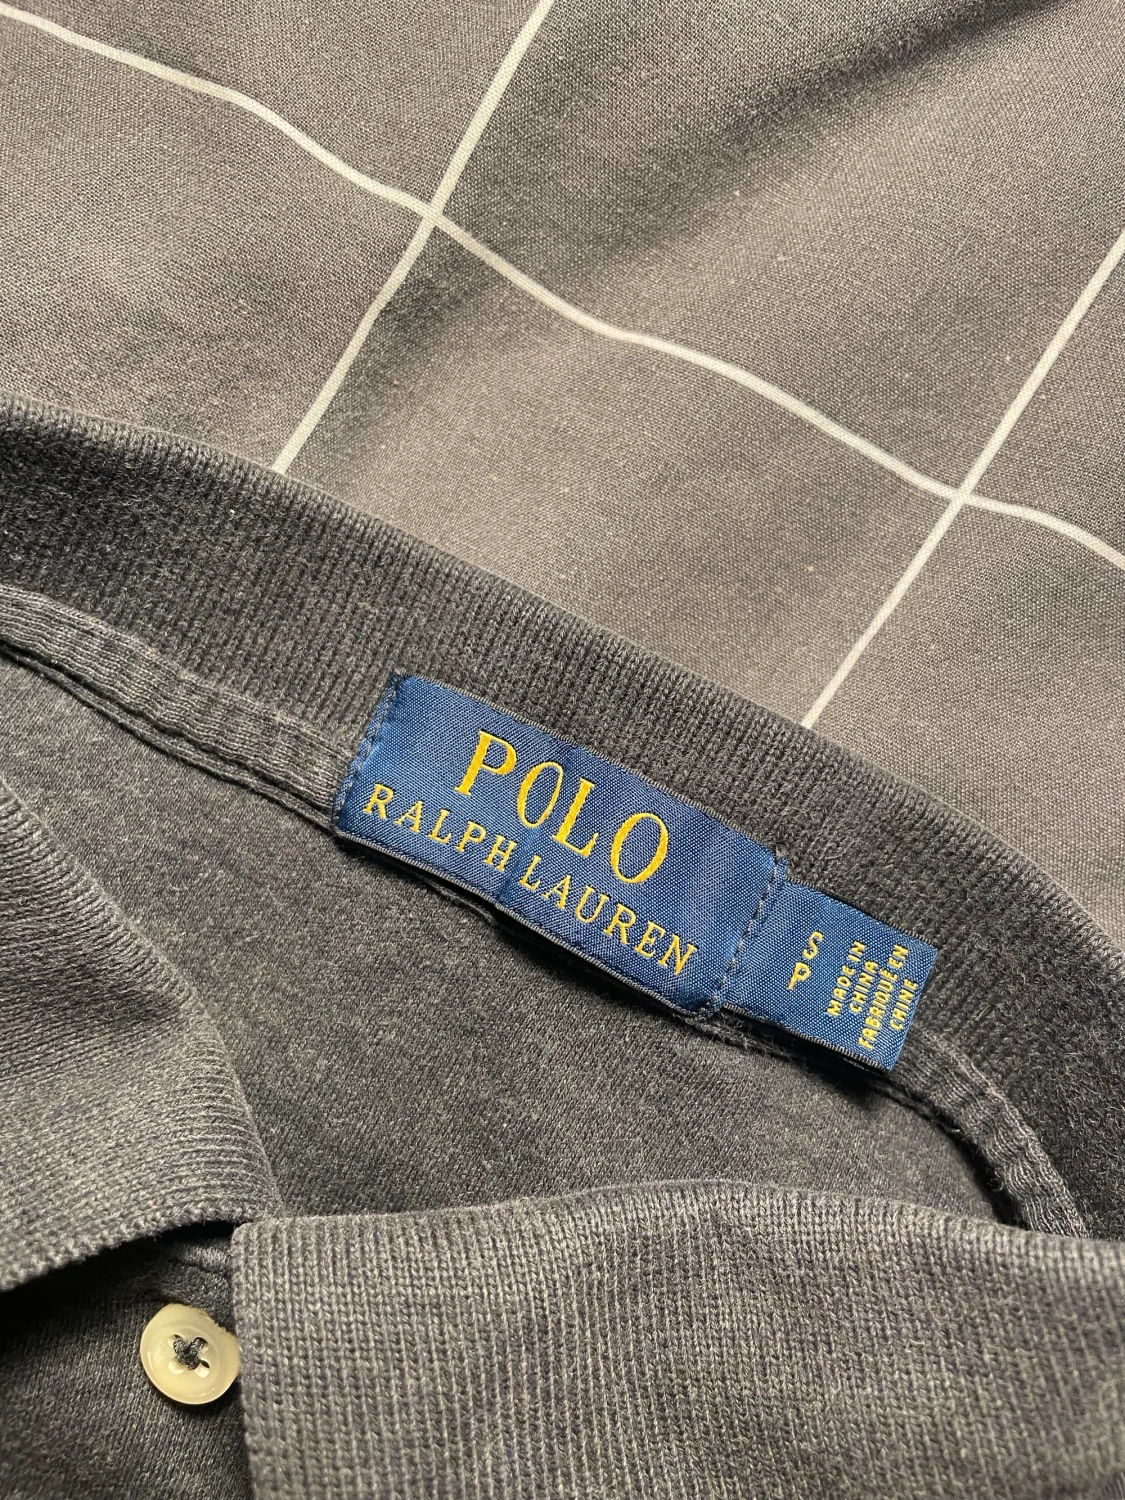 POLO
RALPH LAUREN
S
P
MADE IN
CHINA
FABRIQUÉ EN
CHINE